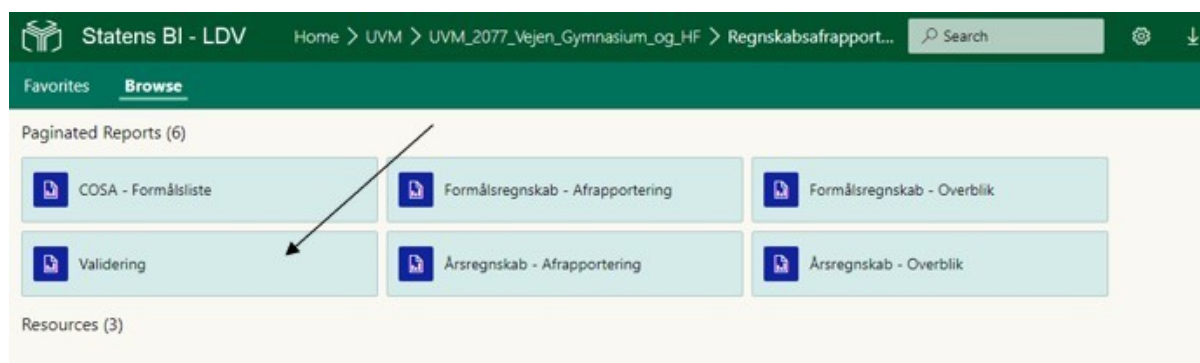 Statens BI - LDV Home > UVM > UVM_2077_Vejen_Gymnasium_og_HF > Regnskabsafrapport... Search
Favorites Browse
Paginated Reports (6)
COSA - Formålsliste Formålsregnskab - Afrapportering Formålsregnskab - Overblik
Validering Årsregnskab - Afrapportering Årsregnskab - Overblik
Resources (3)